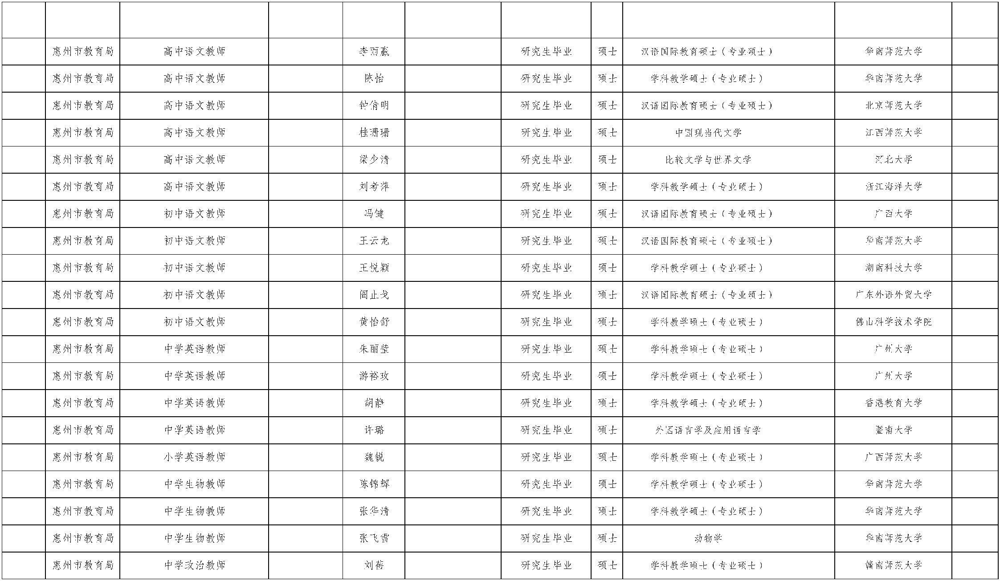 惠州市教育局 高中语文教师 李雨赢 研究生毕业 硕士 汉语国际教育硕士（专业硕士） 华南师范大学
惠州市教育局 高中语文教师 陈怡 研究生毕业 硕士 学科教学硕士（专业硕士） 华南师范大学
惠州市教育局 高中语文教师 钟倩明 研究生毕业 硕士 汉语国际教育硕士（专业硕士） 北京师范大学
惠州市教育局 高中语文教师 桂珊珊 研究生毕业 硕士 中国现当代文学 江西师范大学
惠州市教育局 高中语文教师 梁少清 研究生毕业 硕士 比较文学与世界文学 河北大学
惠州市教育局 高中语文教师 刘考萍 研究生毕业 硕士 学科教学硕士（专业硕士） 浙江海洋大学
惠州市教育局 初中语文教师 冯键 研究生毕业 硕士 汉语国际教育硕士（专业硕士） 广西大学
惠州市教育局 初中语文教师 王云龙 研究生毕业 硕士 汉语国际教育硕士（专业硕士） 华南师范大学
惠州市教育局 初中语文教师 王悦颖 研究生毕业 硕士 学科教学硕士（专业硕士） 湖南科技大学
惠州市教育局 初中语文教师 阎止戈 研究生毕业 硕士 汉语国际教育硕士（专业硕士） 广东外语外贸大学
惠州市教育局 初中语文教师 黄怡舒 研究生毕业 硕士 学科教学硕士（专业硕士） 佛山科学技术学院
惠州市教育局 中学英语教师 朱丽莹 研究生毕业 硕士 学科教学硕士（专业硕士） 广州大学
惠州市教育局 中学英语教师 游裕玫 研究生毕业 硕士 学科教学硕士（专业硕士） 广州大学
惠州市教育局 中学英语教师 胡静 研究生毕业 硕士 学科教学硕士（专业硕士） 香港教育大学
惠州市教育局 中学英语教师 许璐 研究生毕业 硕士 外国语言学及应用语言学 暨南大学
惠州市教育局 小学英语教师 魏锐 研究生毕业 硕士 学科教学硕士（专业硕士） 广西师范大学
惠州市教育局 中学生物教师 陈锦辉 研究生毕业 硕士 学科教学硕士（专业硕士） 华南师范大学
惠州市教育局 中学生物教师 张华清 研究生毕业 硕士 学科教学硕士（专业硕士） 华南师范大学
惠州市教育局 中学生物教师 张飞雪 研究生毕业 硕士 动物学 华南师范大学
惠州市教育局 中学政治教师 刘蓓 研究生毕业 硕士 学科教学硕士（专业硕士） 赣南师范大学